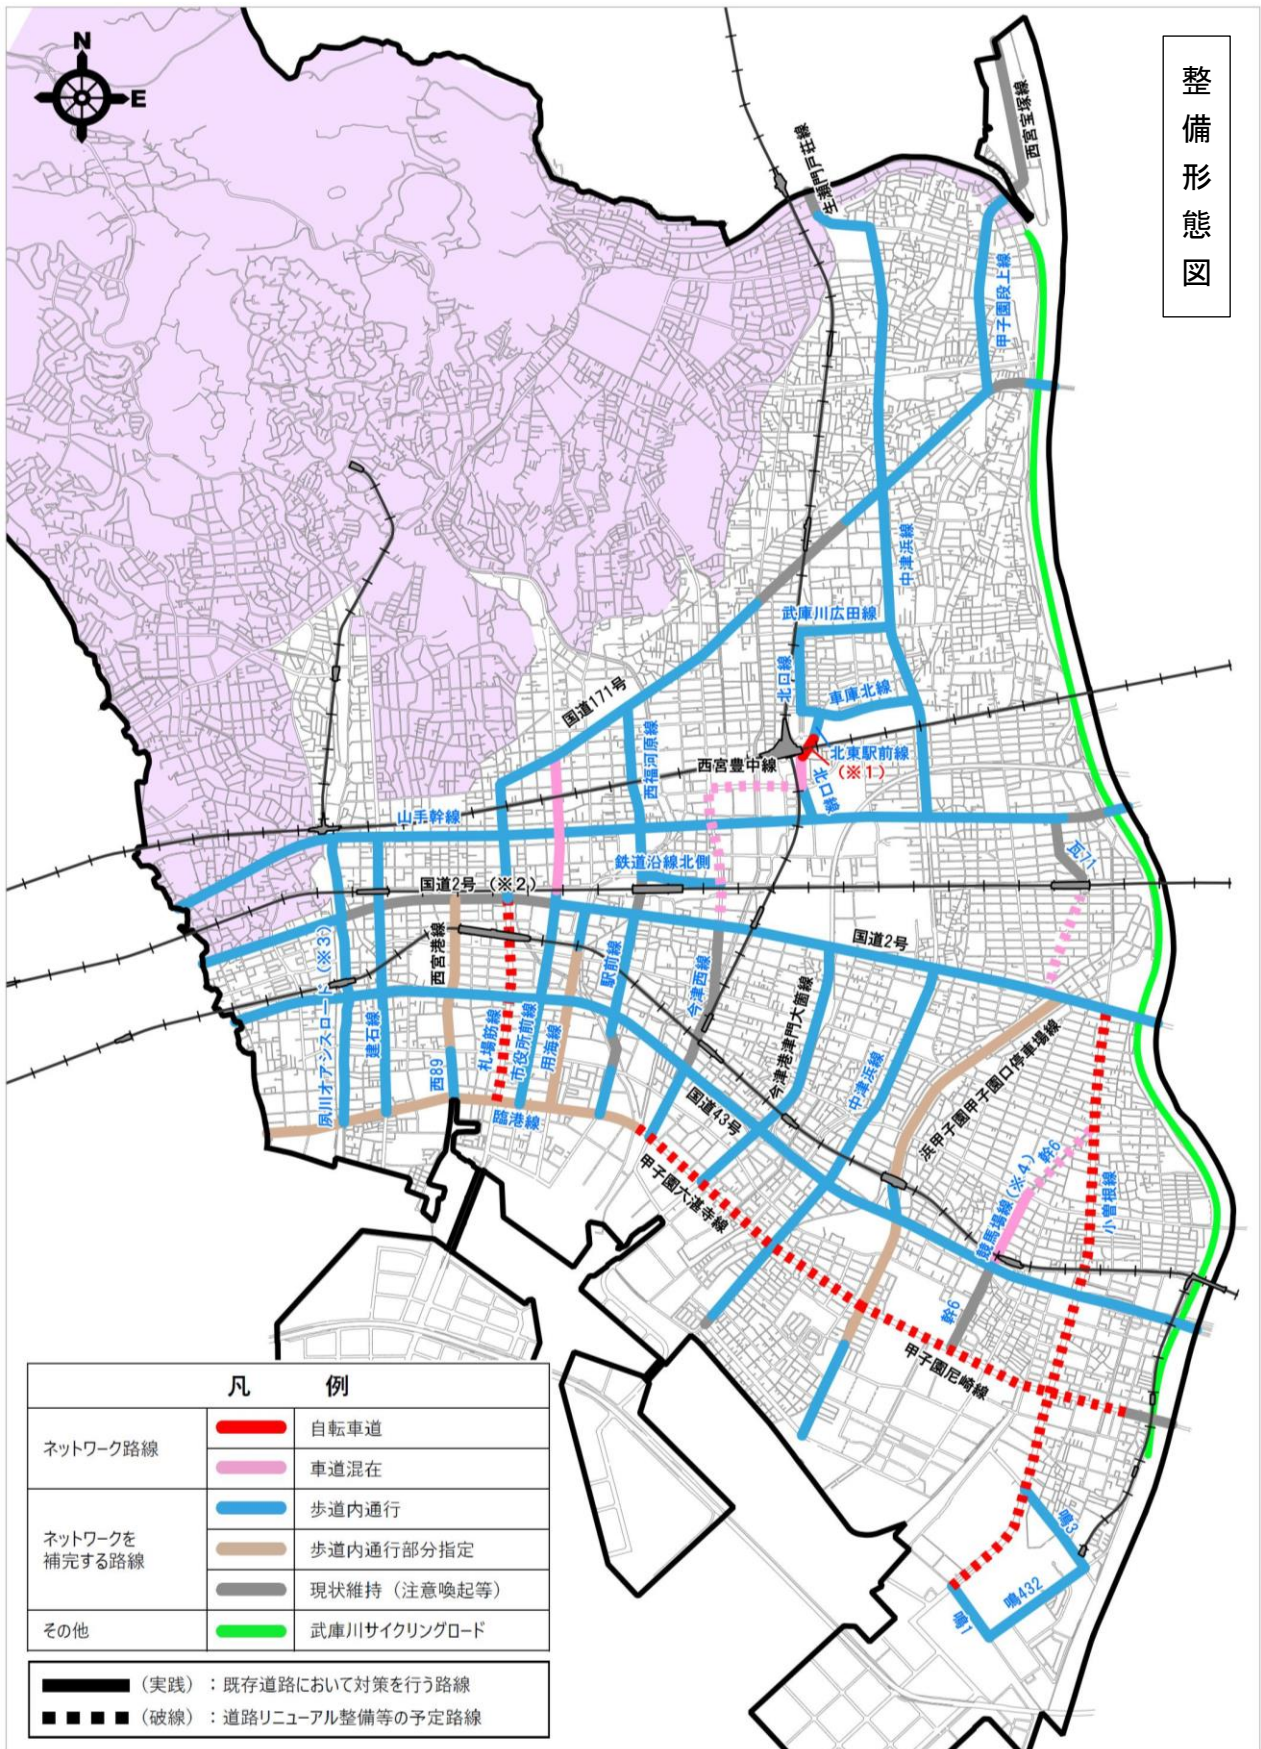 整備形態図
N
E
西宮宝塚線
生瀬門戸荘線
甲子園段上線
中津浜線
武庫川広田線
北口線
車庫北線
国道171号
西福河原線
西宮豊中線
北東駅前線
(※1)
北口幹
山手幹線
鉄道沿線北側
瓦71
国道2号 (※2)
国道2号
西宮港線
夙川オアシスロード (※3)
建石線
西89
札場筋線
市役所前線
用海線
駅前線
今津西線
今津港津門大箇線
中津浜線
浜甲子園甲子園口停車場線
臨港線
国道43号
甲子園六湛寺線
競馬場線(※4)
幹6
小曽根線
幹6
甲子園尼崎線
鳴3
鳴432
鳴1
凡 例
ネットワーク路線
自転車道
車道混在
ネットワークを
補完する路線
歩道内通行
歩道内通行部分指定
現状維持(注意喚起等)
その他
武庫川サイクリングロード
(実践):既存道路において対策を行う路線
(破線):道路リニューアル整備等の予定路線